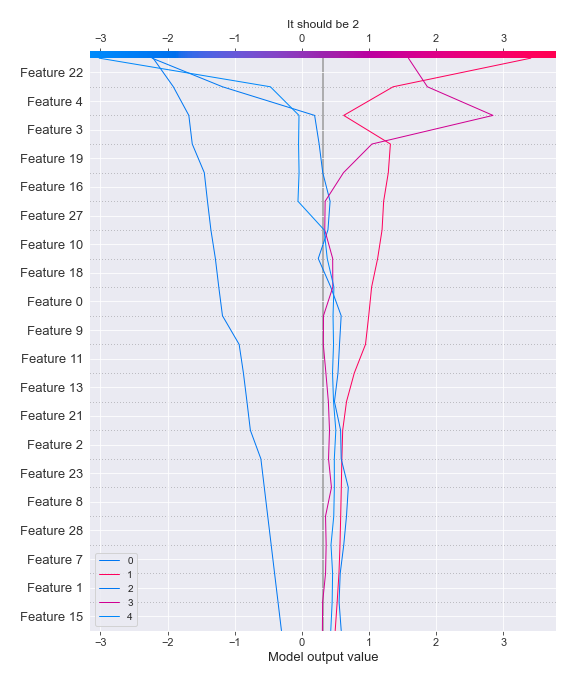 It should be 2
−3 −2 −1 0 1 2 3
Feature 22
Feature 4
Feature 3
Feature 19
Feature 16
Feature 27
Feature 10
Feature 18
Feature 0
Feature 9
Feature 11
Feature 13
Feature 21
Feature 2
Feature 23
Feature 8
Feature 28
Feature 7
Feature 1
Feature 15
0
1
2
3
4
−3 −2 −1 0 1 2 3
Model output value